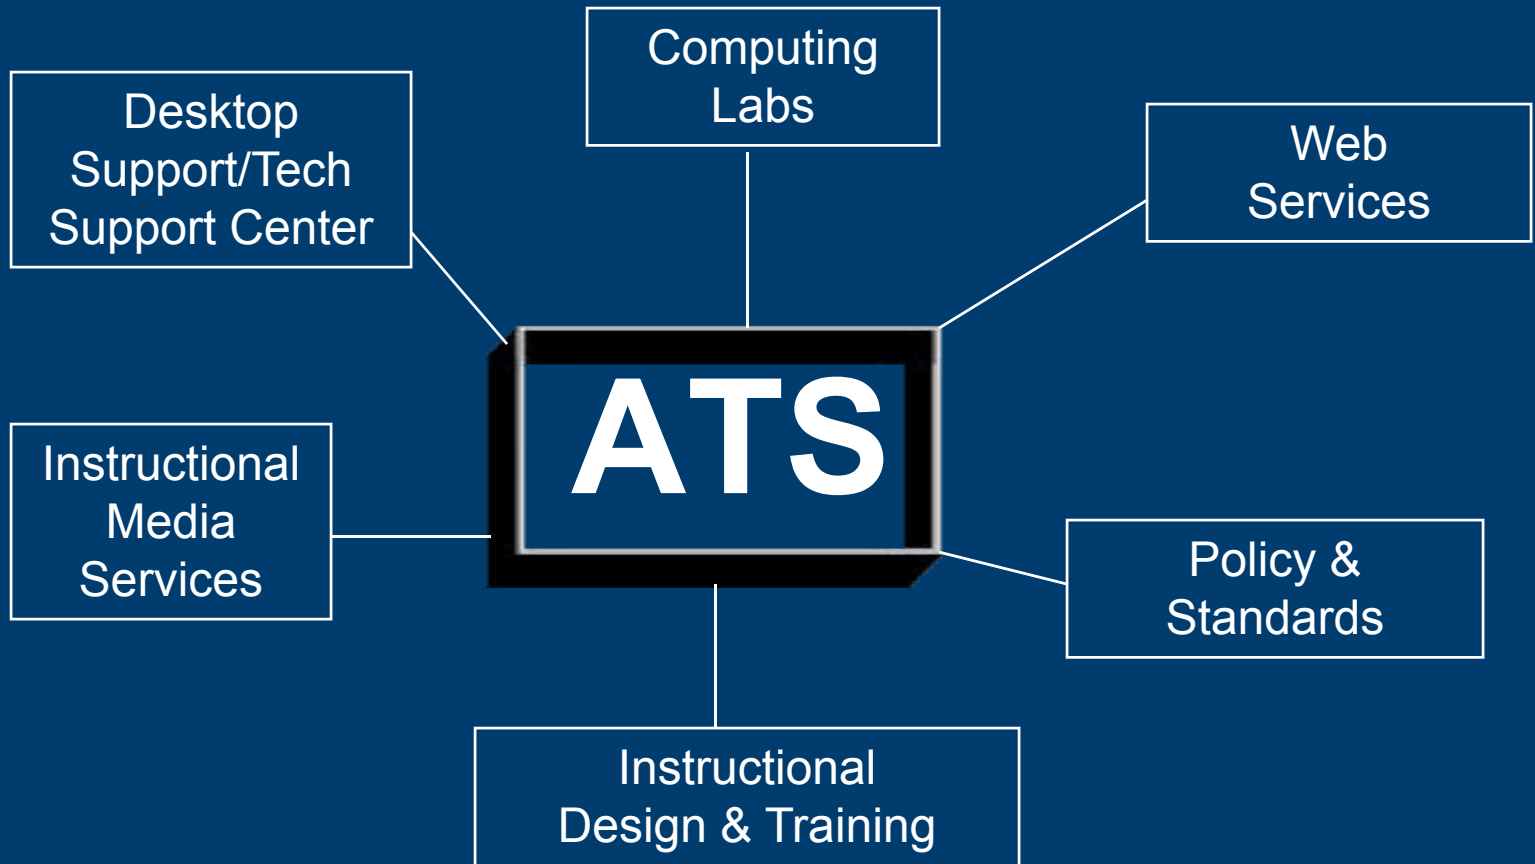 Computing
Labs
Desktop
Support/Tech
Support Center
Web
Services
ATS
Instructional
Media
Services
Policy &
Standards
Instructional
Design & Training